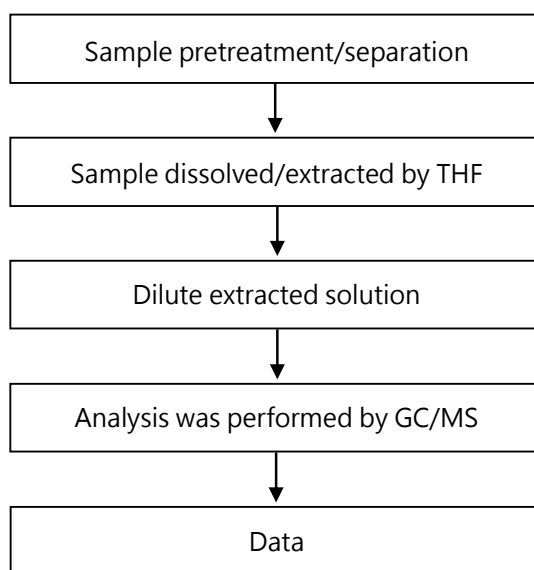 Sample pretreatment/separation
Sample dissolved/extracted by THF
Dilute extracted solution
Analysis was performed by GC/MS
Data